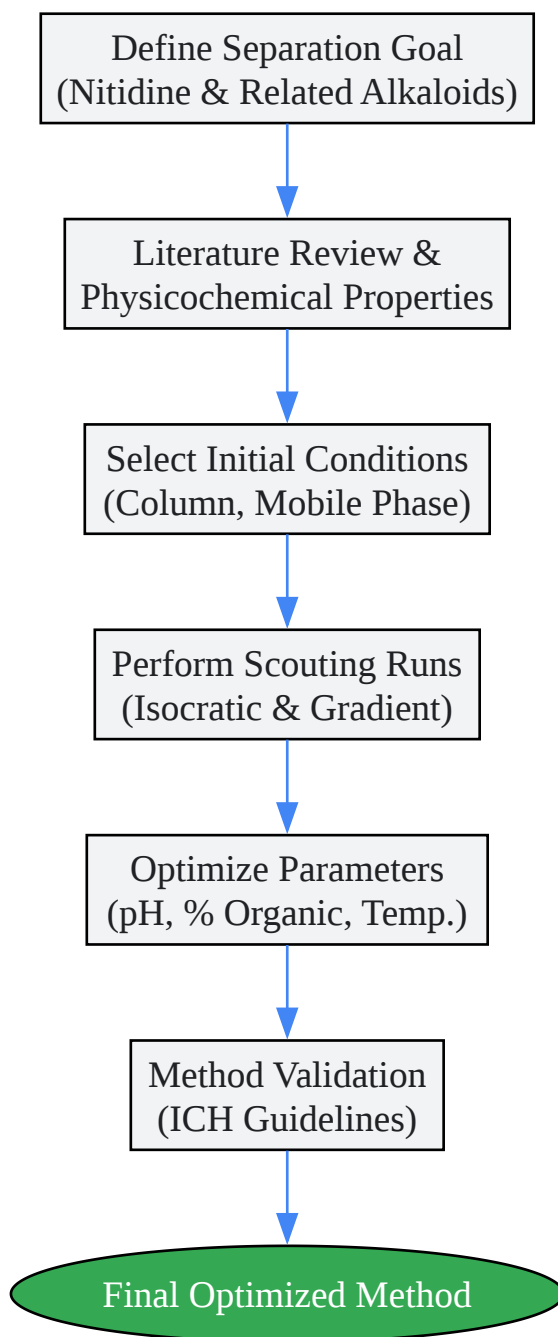 Define Separation Goal
(Nitidine & Related Alkaloids)
Literature Review &
Physicochemical Properties
Select Initial Conditions
(Column, Mobile Phase)
Perform Scouting Runs
(Isocratic & Gradient)
Optimize Parameters
(pH, % Organic, Temp.)
Method Validation
(ICH Guidelines)
Final Optimized Method